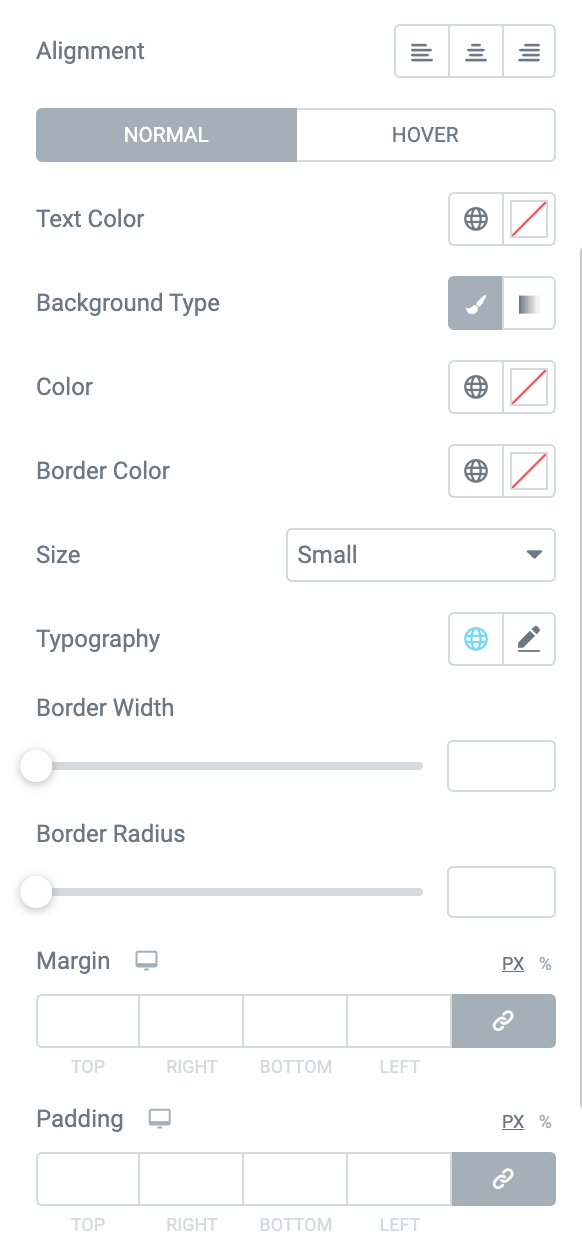 Alignment
NORMAL HOVER
Text Color
Background Type
Color
Border Color
Size Small
Typography
Border Width
Border Radius
Margin PX %
TOP RIGHT BOTTOM LEFT
Padding PX %
TOP RIGHT BOTTOM LEFT